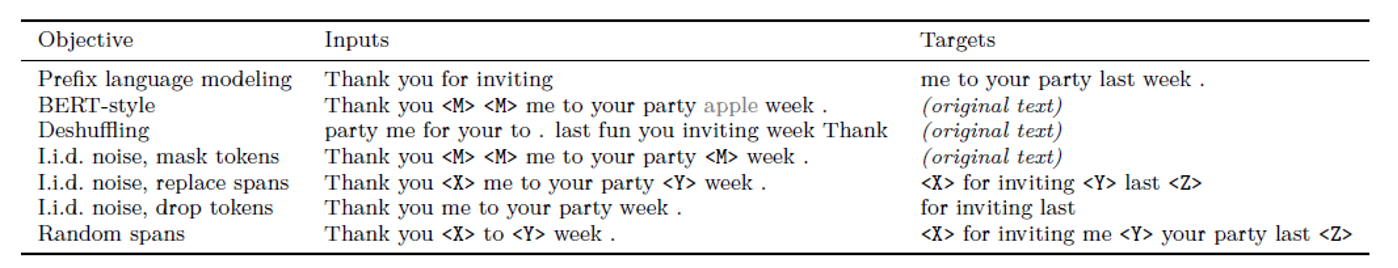 Objective Inputs Targets
Prefix language modeling Thank you for inviting me to your party last week .
BERT-style Thank you <M> <M> me to your party apple week . (original text)
Deshuffling party me for your to . last fun you inviting week Thank (original text)
I.i.d. noise, mask tokens Thank you <M> <M> me to your party <M> week . (original text)
I.i.d. noise, replace spans Thank you <X> me to your party <Y> week . <X> for inviting <Y> last <Z>
I.i.d. noise, drop tokens Thank you me to your party week . for inviting last
Random spans Thank you <X> to <Y> week . <X> for inviting me <Y> your party last <Z>